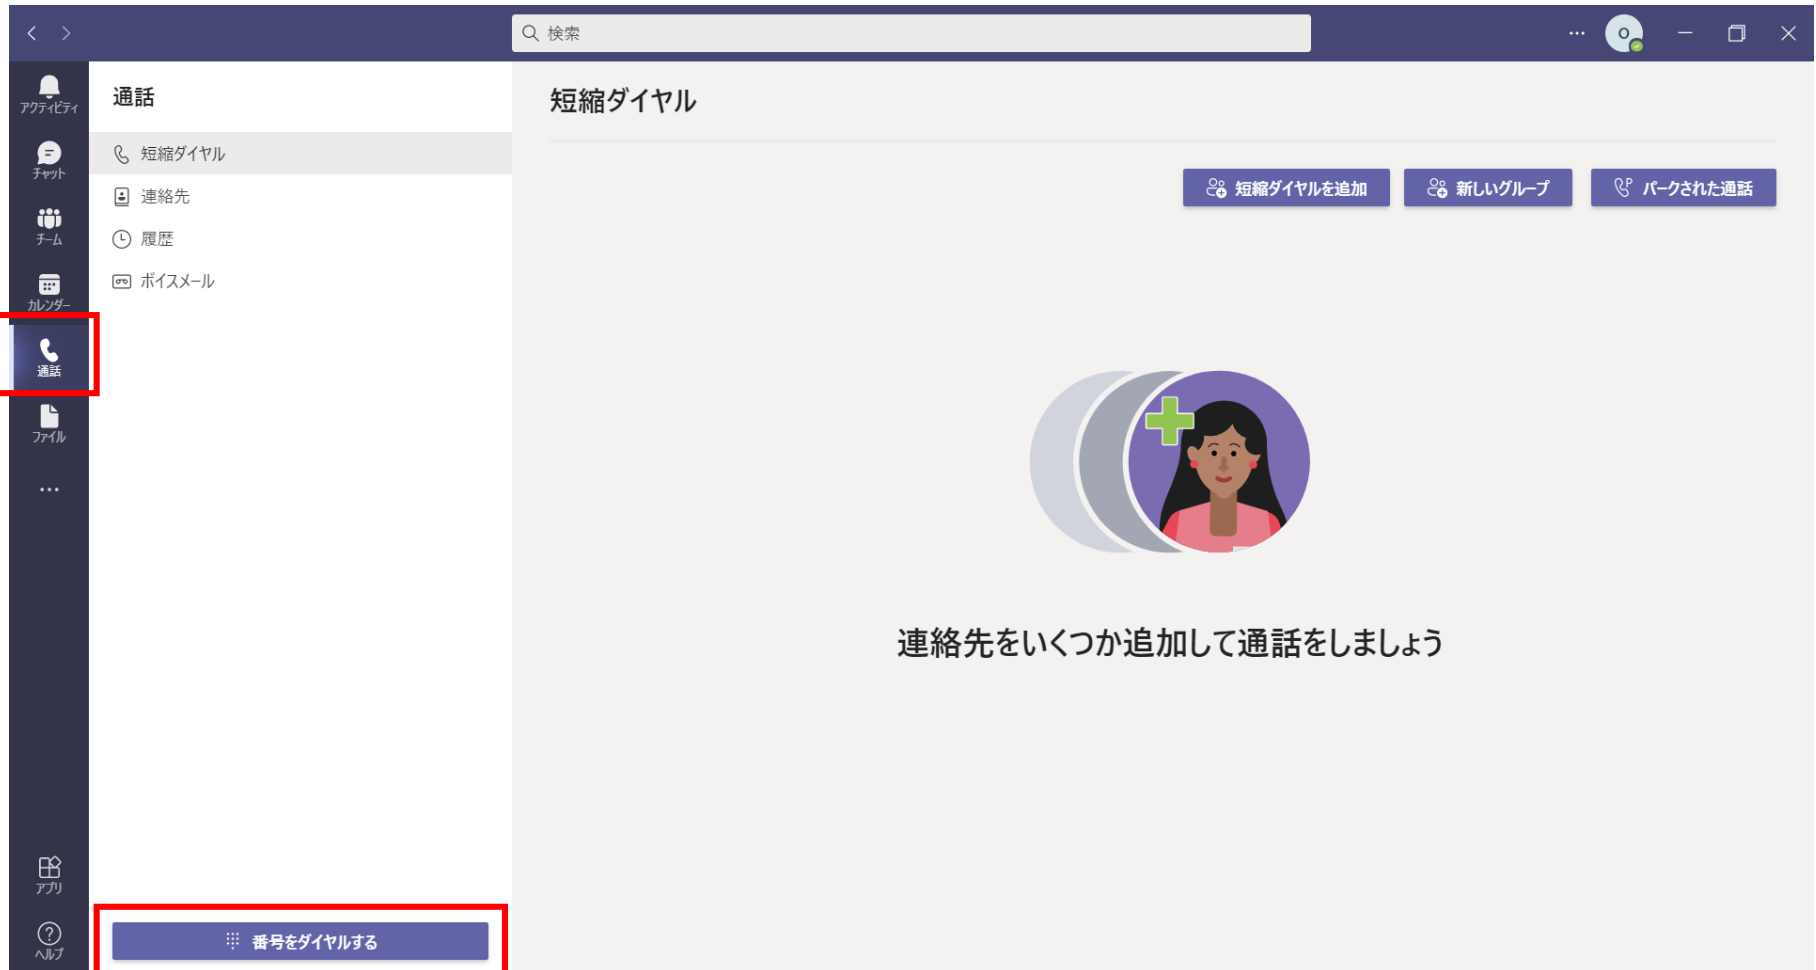 検索
O
アクティビティ
チャット
チーム
カレンダー
通話
ファイル
アプリ
ヘルプ
通話
短縮ダイヤル
連絡先
履歴
ボイスメール
番号をダイヤルする
短縮ダイヤル
短縮ダイヤルを追加
新しいグループ
パークされた通話
連絡先をいくつか追加して通話をしましょう